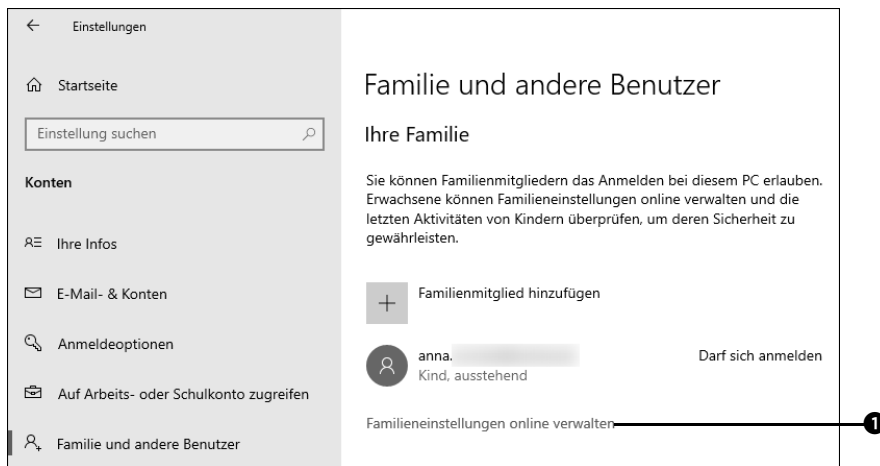 Einstellungen
Startseite
Einstellung suchen
Konten
Ihre Infos
E-Mail- & Konten
Anmeldeoptionen
Auf Arbeits- oder Schulkonto zugreifen
Familie und andere Benutzer
Familie und andere Benutzer
Ihre Familie
Sie können Familienmitgliedern das Anmelden bei diesem PC erlauben.
Erwachsene können Familieneinstellungen online verwalten und die
letzten Aktivitäten von Kindern überprüfen, um deren Sicherheit zu
gewährleisten.
Familienmitglied hinzufügen
anna. Darf sich anmelden
Kind, ausstehend
Familieneinstellungen online verwalten
1